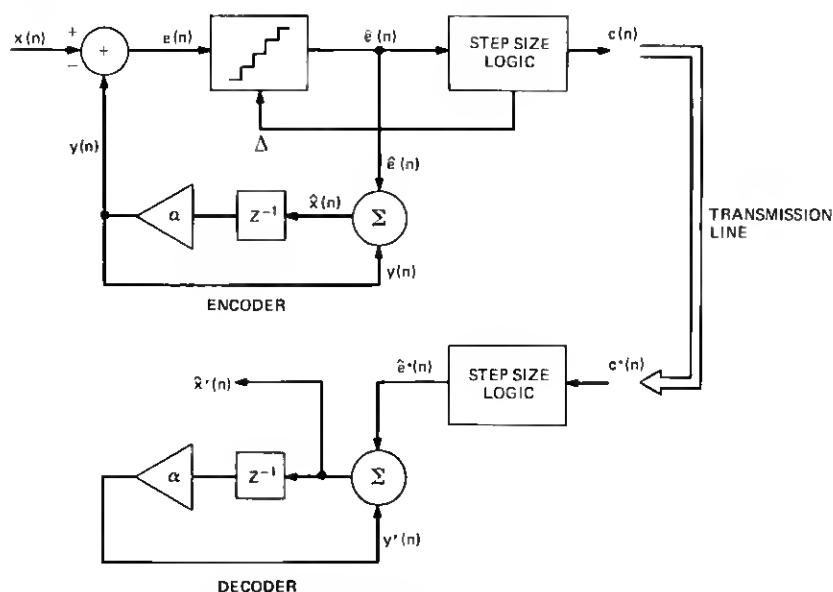 x(n)
+
−
+
e(n)
ê(n)
STEP SIZE
LOGIC
c(n)
y(n)
Δ
ê(n)
α
Z⁻¹
x̂(n)
Σ
y(n)
TRANSMISSION
LINE
ENCODER
x̂'(n)
ê*(n)
STEP SIZE
LOGIC
c*(n)
α
Z⁻¹
Σ
y'(n)
DECODER